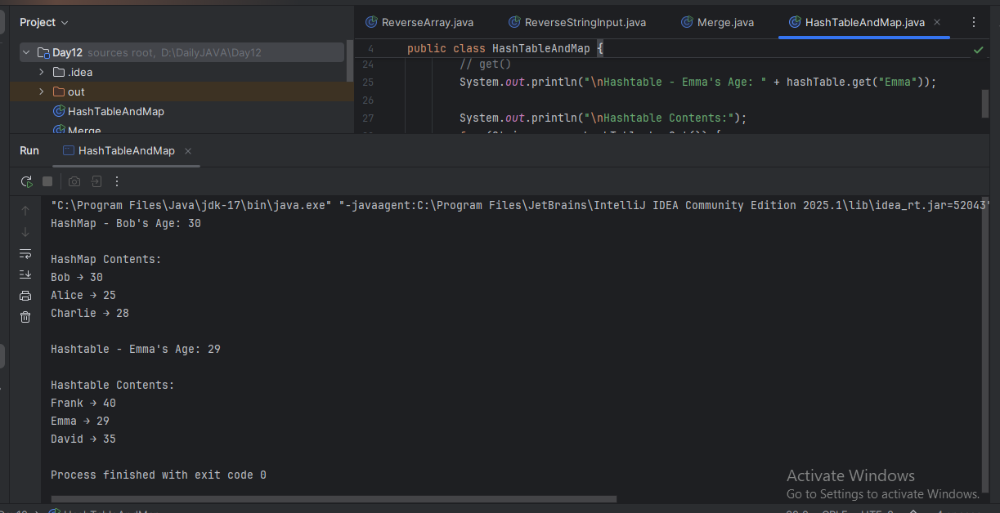 Project
ReverseArray.java
ReverseStringInput.java
Merge.java
HashTableAndMap.java
Day12 sources root, D:\DailyJAVA\Day12
.idea
out
HashTableAndMap
Merge
4 public class HashTableAndMap {
24 // get()
25 System.out.println("\nHashtable - Emma's Age: " + hashTable.get("Emma"));
26
27 System.out.println("\nHashtable Contents:");
Run
HashTableAndMap
"C:\Program Files\Java\jdk-17\bin\java.exe" "-javaagent:C:\Program Files\JetBrains\IntelliJ IDEA Community Edition 2025.1\lib\idea_rt.jar=52043
HashMap - Bob's Age: 30
HashMap Contents:
Bob → 30
Alice → 25
Charlie → 28
Hashtable - Emma's Age: 29
Hashtable Contents:
Frank → 40
Emma → 29
David → 35
Process finished with exit code 0
Activate Windows
Go to Settings to activate Windows.